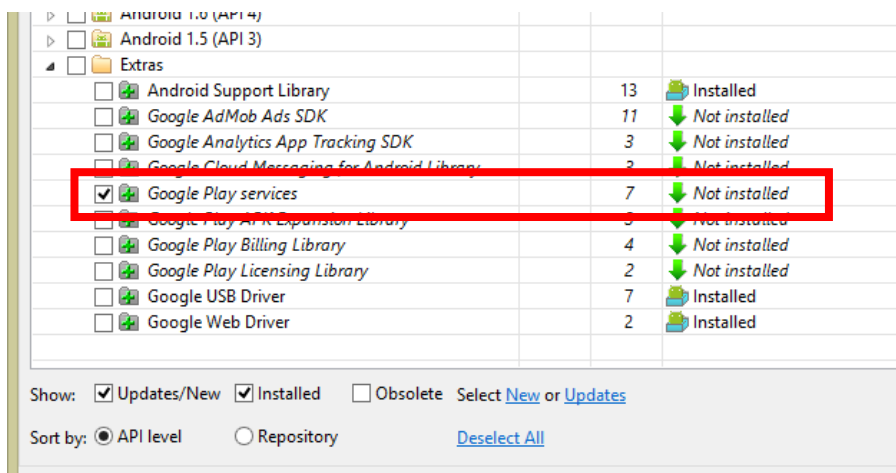 Android 1.6 (API 4)
Android 1.5 (API 3)
Extras
Android Support Library 13 Installed
Google AdMob Ads SDK 11 Not installed
Google Analytics App Tracking SDK 3 Not installed
Google Cloud Messaging for Android Library 3 Not installed
Google Play services 7 Not installed
Google Play APK Expansion Library 3 Not installed
Google Play Billing Library 4 Not installed
Google Play Licensing Library 2 Not installed
Google USB Driver 7 Installed
Google Web Driver 2 Installed
Show: Updates/New Installed Obsolete Select New or Updates
Sort by: API level Repository Deselect All